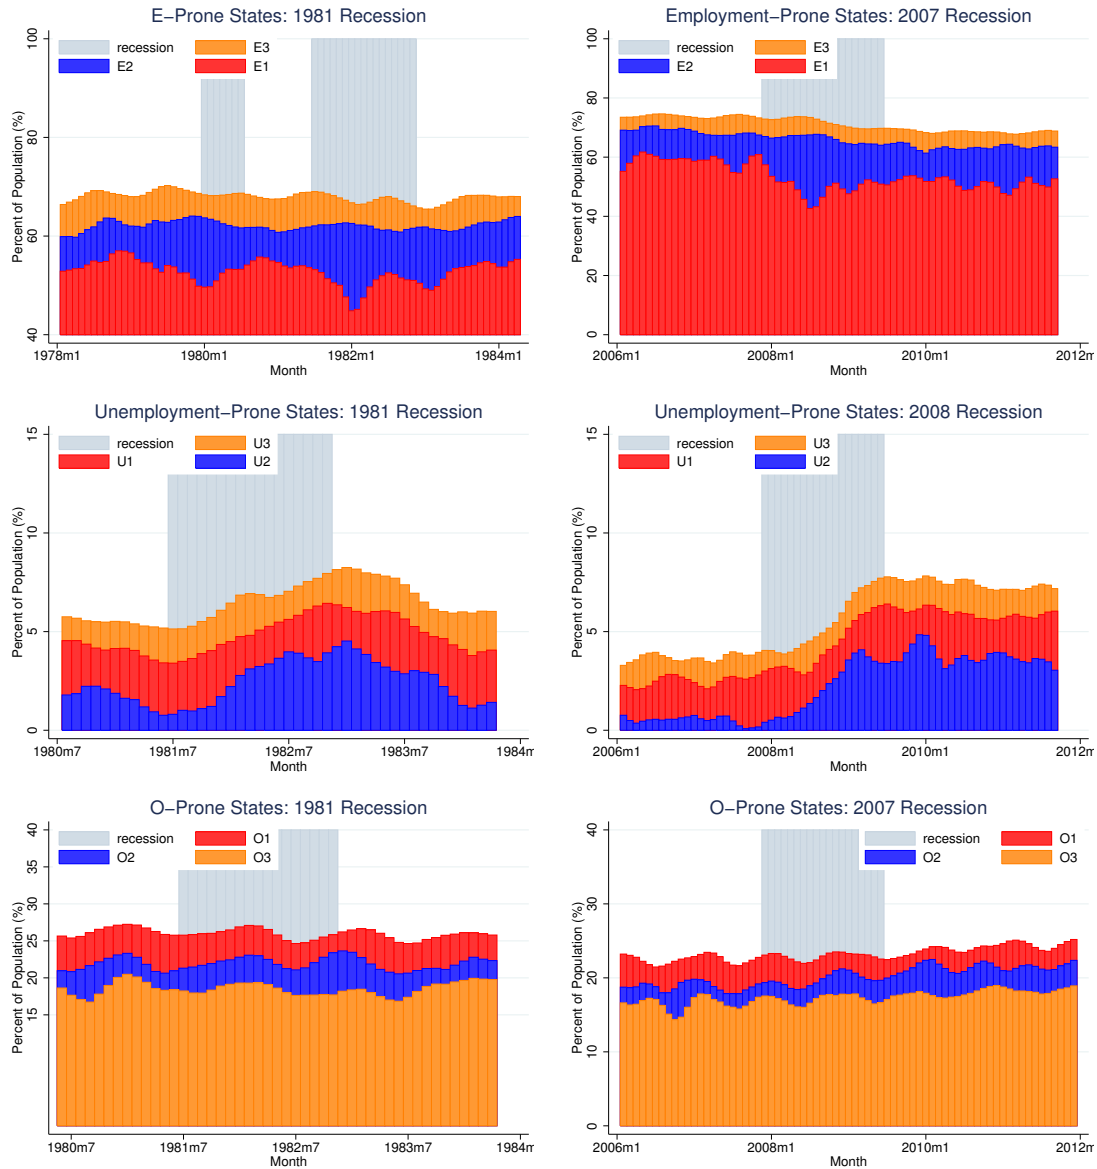 E−Prone States: 1981 Recession
Percent of Population (%)
100
80
60
40
recession
E3
E2
E1
1978m1
1980m1
1982m1
1984m1
Month
Employment−Prone States: 2007 Recession
Percent of Population (%)
100
80
60
40
20
0
recession
E3
E2
E1
2006m1
2008m1
2010m1
2012m
Month
Unemployment−Prone States: 1981 Recession
Percent of Population (%)
15
10
5
0
recession
U3
U1
U2
1980m7
1981m7
1982m7
1983m7
1984m
Month
Unemployment−Prone States: 2008 Recession
Percent of Population (%)
15
10
5
0
recession
U3
U1
U2
2006m1
2008m1
2010m1
2012m
Month
O−Prone States: 1981 Recession
Percent of Population (%)
40
35
30
25
20
15
recession
O1
O2
O3
1980m7
1981m7
1982m7
1983m7
1984m
Month
O−Prone States: 2007 Recession
Percent of Population (%)
40
30
20
10
0
recession
O1
O2
O3
2006m1
2008m1
2010m1
2012m
Month